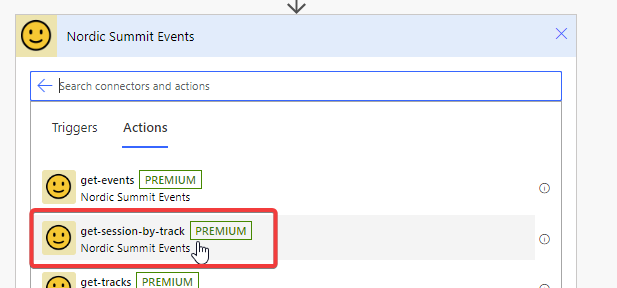 Nordic Summit Events
Search connectors and actions
Triggers
Actions
get-events PREMIUM
Nordic Summit Events
get-session-by-track PREMIUM
Nordic Summit Events
get-tracks PREMIUM